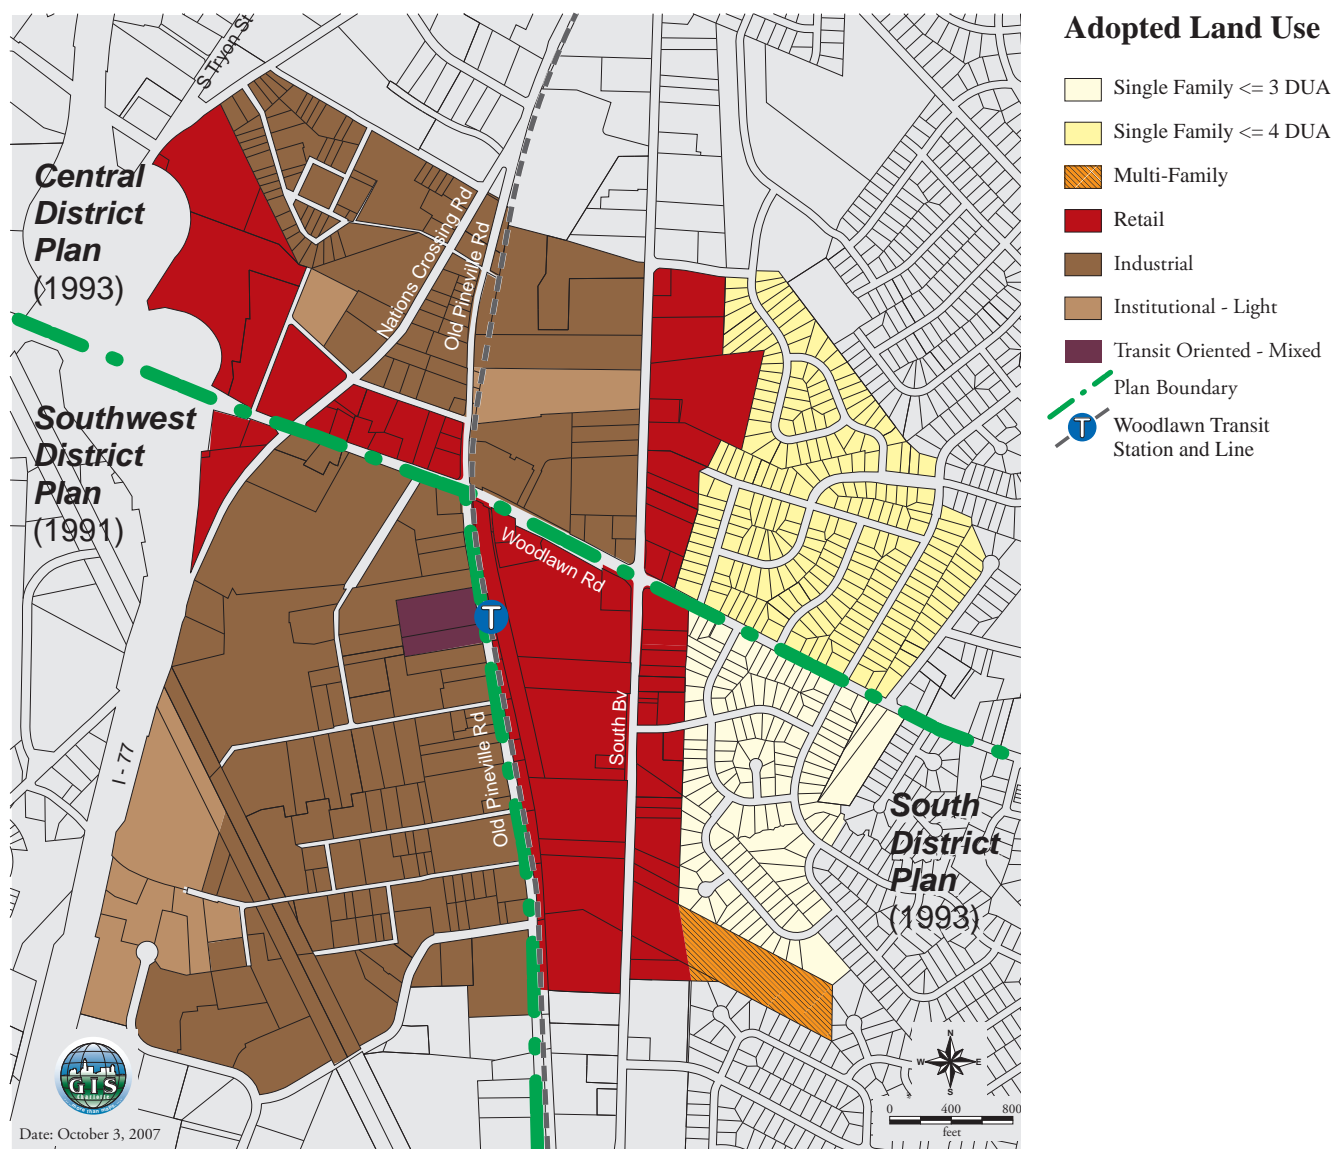 Adopted Land Use
Single Family <= 3 DUA
Single Family <= 4 DUA
Multi-Family
Retail
Industrial
Institutional - Light
Transit Oriented - Mixed
Plan Boundary
T
Woodlawn Transit
Station and Line
S Tryon St
Central
District
Plan
(1993)
Nations Crossing Rd
Old Pineville Rd
Southwest
District
Plan
(1991)
Woodlawn Rd
T
South Bv
Old Pineville Rd
I - 77
South
District
Plan
(1993)
N
W
E
S
GIS
0 400 800
feet
Date: October 3, 2007